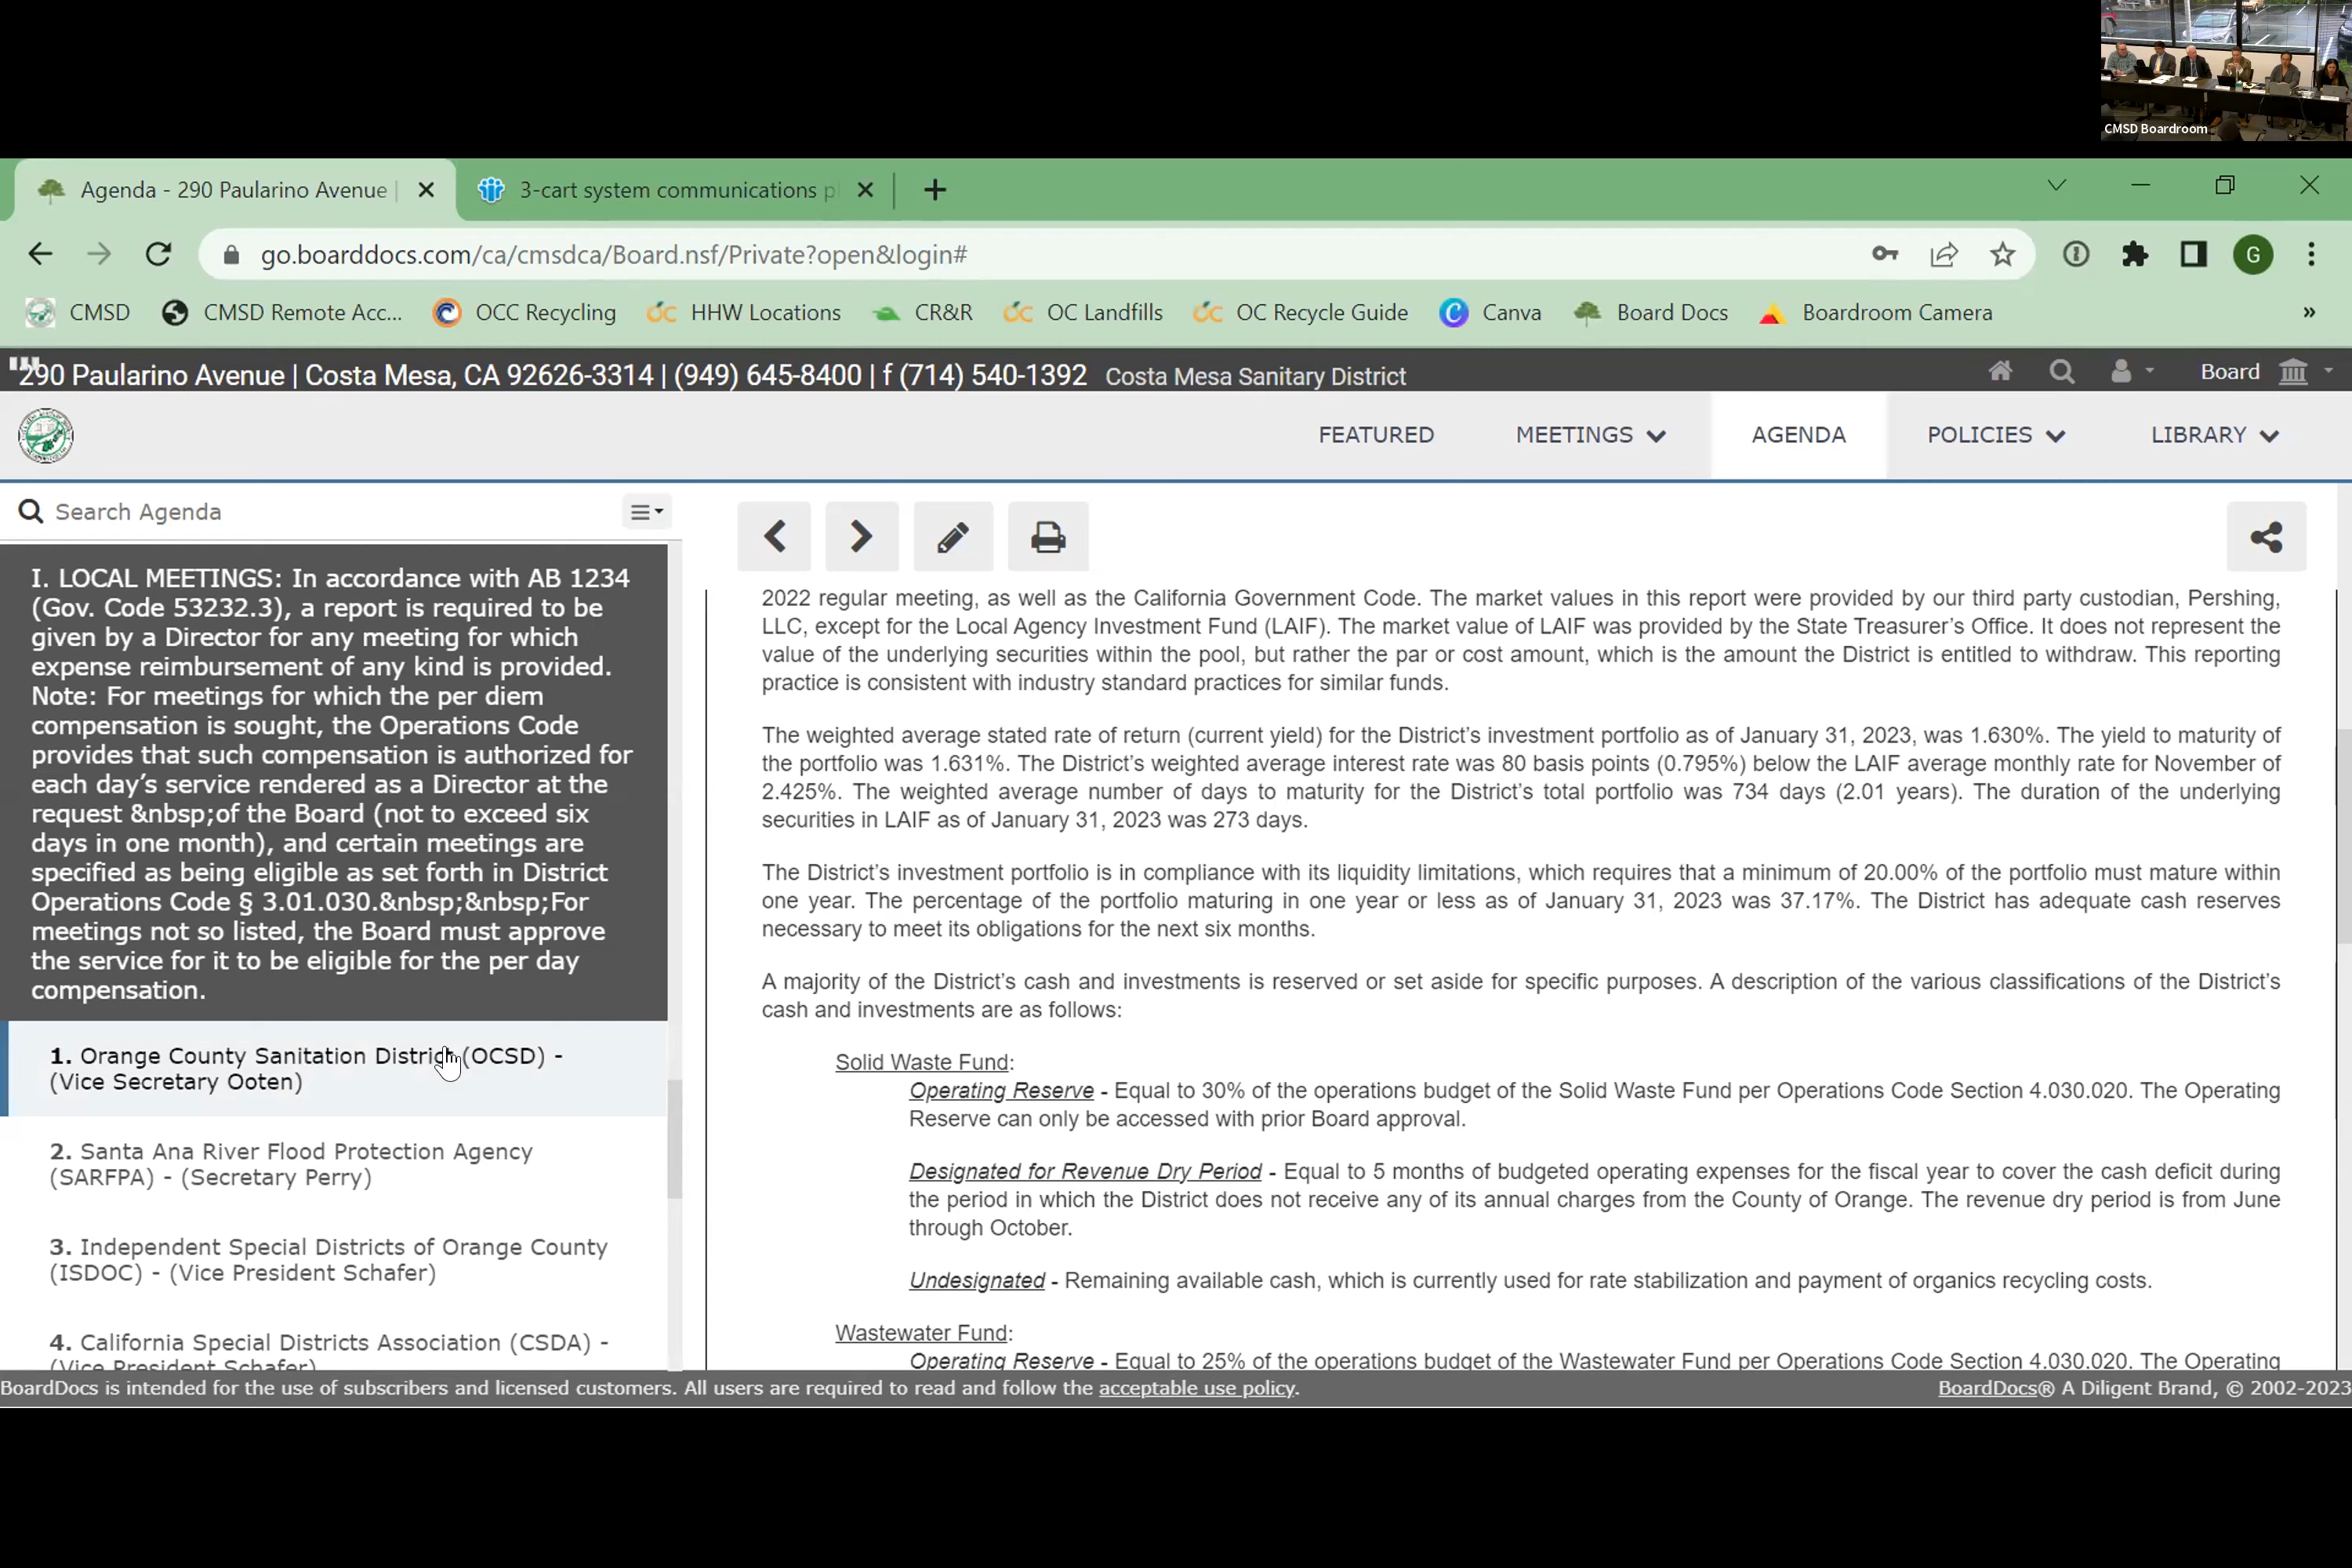 CMSD Boardroom
Agenda - 290 Paularino Avenue |
3-cart system communications p
go.boarddocs.com/ca/cmsdca/Board.nsf/Private?open&login#
G
CMSD
CMSD Remote Acc...
OCC Recycling
HHW Locations
CR&R
OC Landfills
OC Recycle Guide
Canva
Board Docs
Boardroom Camera
»
290 Paularino Avenue | Costa Mesa, CA 92626-3314 | (949) 645-8400 | f (714) 540-1392 Costa Mesa Sanitary District
Board
FEATURED
MEETINGS
AGENDA
POLICIES
LIBRARY
Search Agenda
I. LOCAL MEETINGS: In accordance with AB 1234
(Gov. Code 53232.3), a report is required to be
given by a Director for any meeting for which
expense reimbursement of any kind is provided.
Note: For meetings for which the per diem
compensation is sought, the Operations Code
provides that such compensation is authorized for
each day’s service rendered as a Director at the
request &nbsp;of the Board (not to exceed six
days in one month), and certain meetings are
specified as being eligible as set forth in District
Operations Code § 3.01.030.&nbsp;&nbsp;For
meetings not so listed, the Board must approve
the service for it to be eligible for the per day
compensation.
1. Orange County Sanitation District (OCSD) -
(Vice Secretary Ooten)
2. Santa Ana River Flood Protection Agency
(SARFPA) - (Secretary Perry)
3. Independent Special Districts of Orange County
(ISDOC) - (Vice President Schafer)
4. California Special Districts Association (CSDA) -
(Vice President Schafer)
2022 regular meeting, as well as the California Government Code. The market values in this report were provided by our third party custodian, Pershing,
LLC, except for the Local Agency Investment Fund (LAIF). The market value of LAIF was provided by the State Treasurer’s Office. It does not represent the
value of the underlying securities within the pool, but rather the par or cost amount, which is the amount the District is entitled to withdraw. This reporting
practice is consistent with industry standard practices for similar funds.
The weighted average stated rate of return (current yield) for the District’s investment portfolio as of January 31, 2023, was 1.630%. The yield to maturity of
the portfolio was 1.631%. The District’s weighted average interest rate was 80 basis points (0.795%) below the LAIF average monthly rate for November of
2.425%. The weighted average number of days to maturity for the District’s total portfolio was 734 days (2.01 years). The duration of the underlying
securities in LAIF as of January 31, 2023 was 273 days.
The District’s investment portfolio is in compliance with its liquidity limitations, which requires that a minimum of 20.00% of the portfolio must mature within
one year. The percentage of the portfolio maturing in one year or less as of January 31, 2023 was 37.17%. The District has adequate cash reserves
necessary to meet its obligations for the next six months.
A majority of the District’s cash and investments is reserved or set aside for specific purposes. A description of the various classifications of the District’s
cash and investments are as follows:
Solid Waste Fund:
Operating Reserve - Equal to 30% of the operations budget of the Solid Waste Fund per Operations Code Section 4.030.020. The Operating
Reserve can only be accessed with prior Board approval.
Designated for Revenue Dry Period - Equal to 5 months of budgeted operating expenses for the fiscal year to cover the cash deficit during
the period in which the District does not receive any of its annual charges from the County of Orange. The revenue dry period is from June
through October.
Undesignated - Remaining available cash, which is currently used for rate stabilization and payment of organics recycling costs.
Wastewater Fund:
Operating Reserve - Equal to 25% of the operations budget of the Wastewater Fund per Operations Code Section 4.030.020. The Operating
BoardDocs is intended for the use of subscribers and licensed customers. All users are required to read and follow the acceptable use policy.
BoardDocs® A Diligent Brand, © 2002-2023